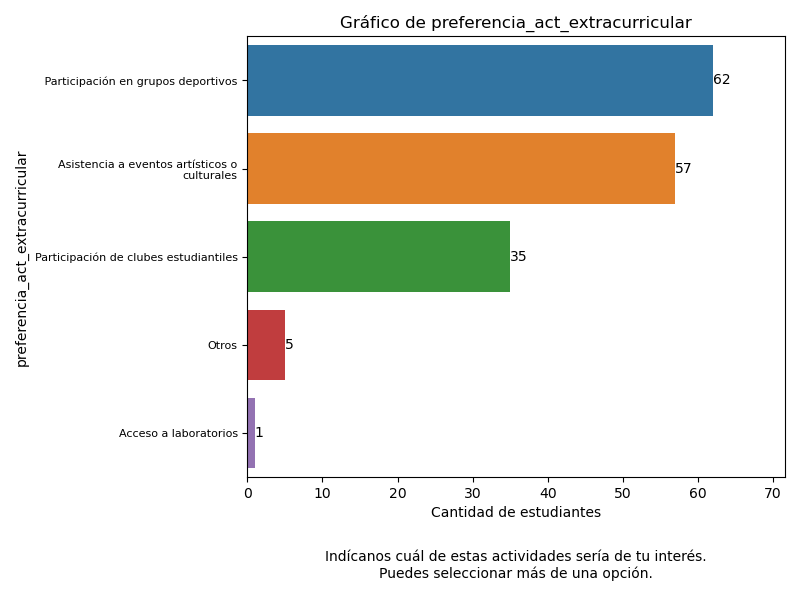 Gráfico de preferencia_act_extracurricular
preferencia_act_extracurricular
Participación en grupos deportivos
62
Asistencia a eventos artísticos o
culturales
57
Participación de clubes estudiantiles
35
Otros
5
Acceso a laboratorios
1
0 10 20 30 40 50 60 70
Cantidad de estudiantes
Indícanos cuál de estas actividades sería de tu interés.
Puedes seleccionar más de una opción.